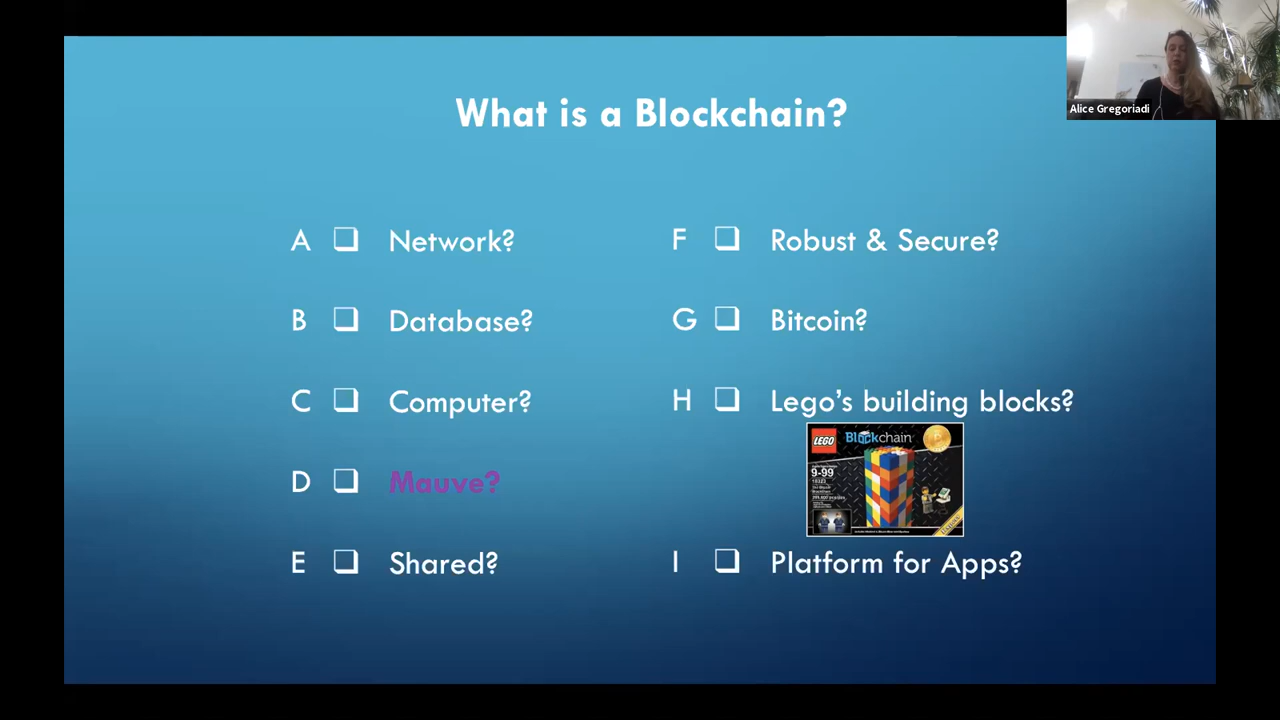 What is a Blockchain?
Alice Gregoriadi
A ❑ Network?
B ❑ Database?
C ❑ Computer?
D ❑ Mauve?
E ❑ Shared?
F ❑ Robust & Secure?
G ❑ Bitcoin?
H ❑ Lego's building blocks?
LEGO Blockchain
9-99
I ❑ Platform for Apps?